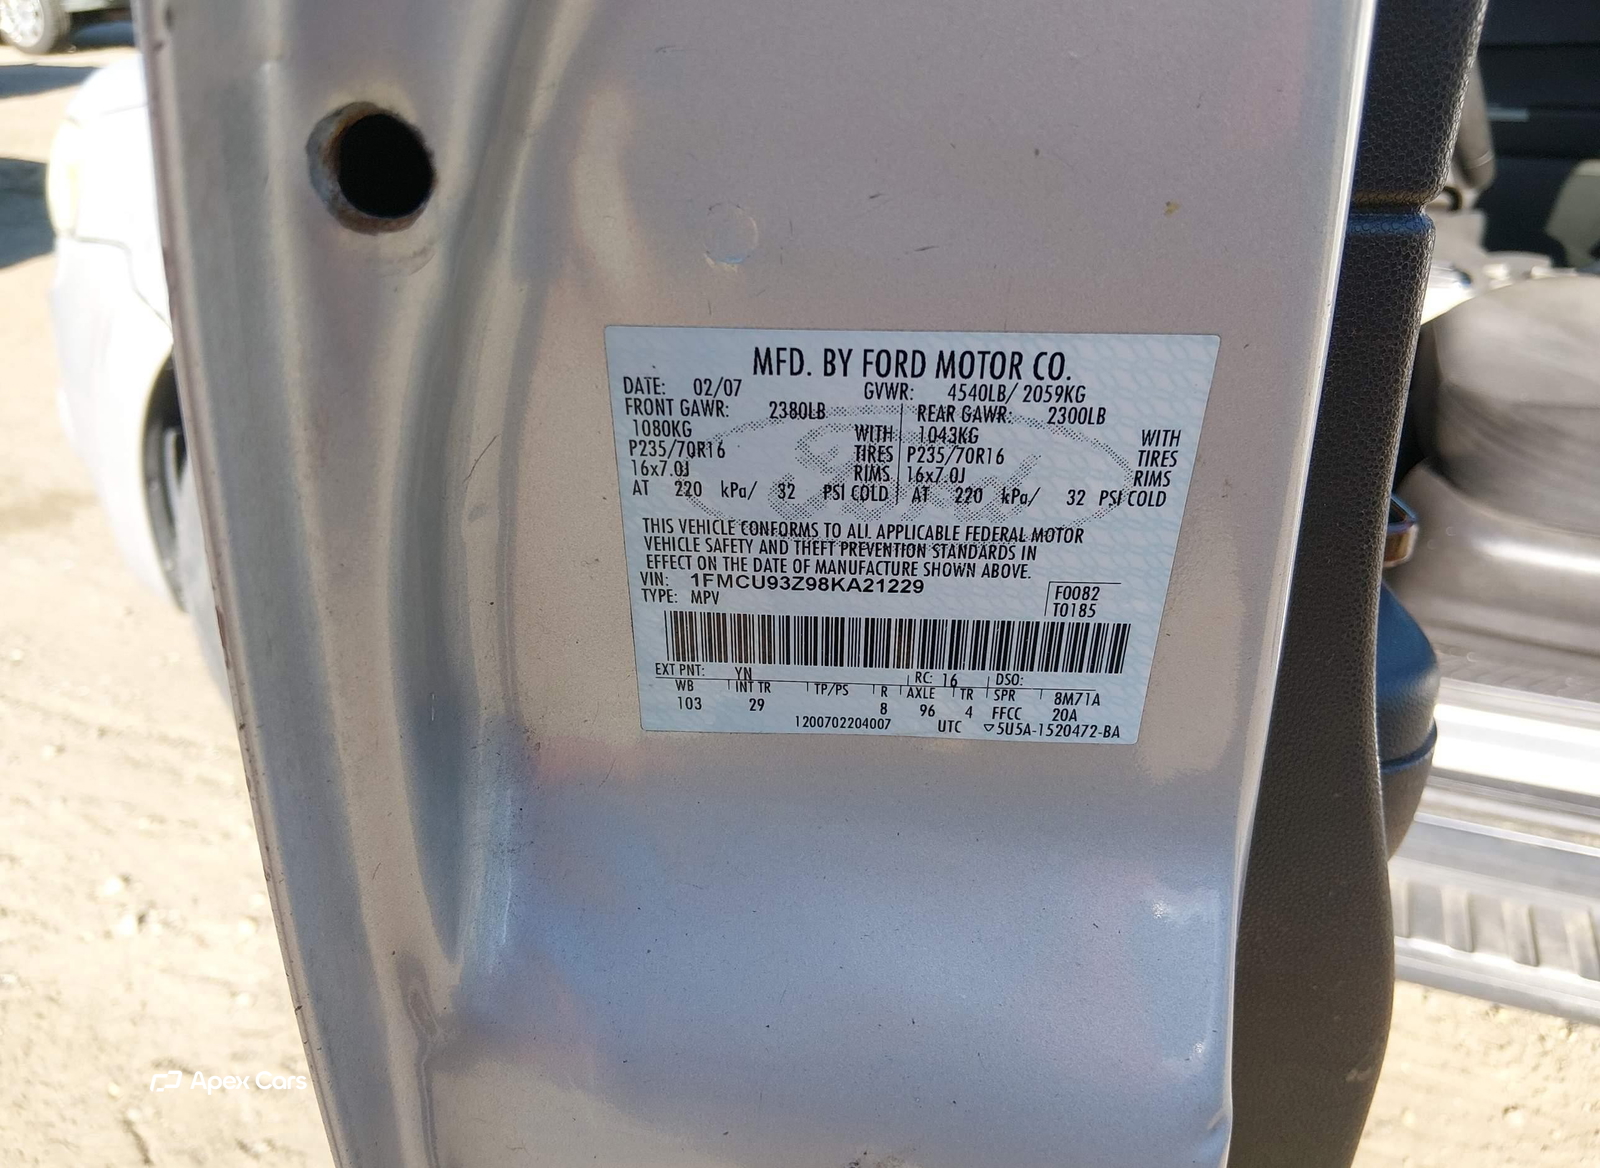 MFD. BY FORD MOTOR CO.
DATE: 02/07 GVWR: 4540LB/ 2059KG
FRONT GAWR: 2380LB REAR GAWR: 2300LB
1080KG WITH 1043KG WITH
P235/70R16 TIRES P235/70R16 TIRES
16x7.0J RIMS 16x7.0J RIMS
AT 220 kPa/ 32 PSI COLD AT 220 kPa/ 32 PSI COLD
THIS VEHICLE CONFORMS TO ALL APPLICABLE FEDERAL MOTOR
VEHICLE SAFETY AND THEFT PREVENTION STANDARDS IN
EFFECT ON THE DATE OF MANUFACTURE SHOWN ABOVE.
VIN: 1FMCU93Z98KA21229
TYPE: MPV
F0082
T0185
EXT PNT: YN RC: 16 DSO:
WB INT TR TP/PS R AXLE TR SPR 8M71A
103 29 8 96 4 FFCC 20A
1200702204007 UTC ▽5U5A-1520472-BA
Apex Cars